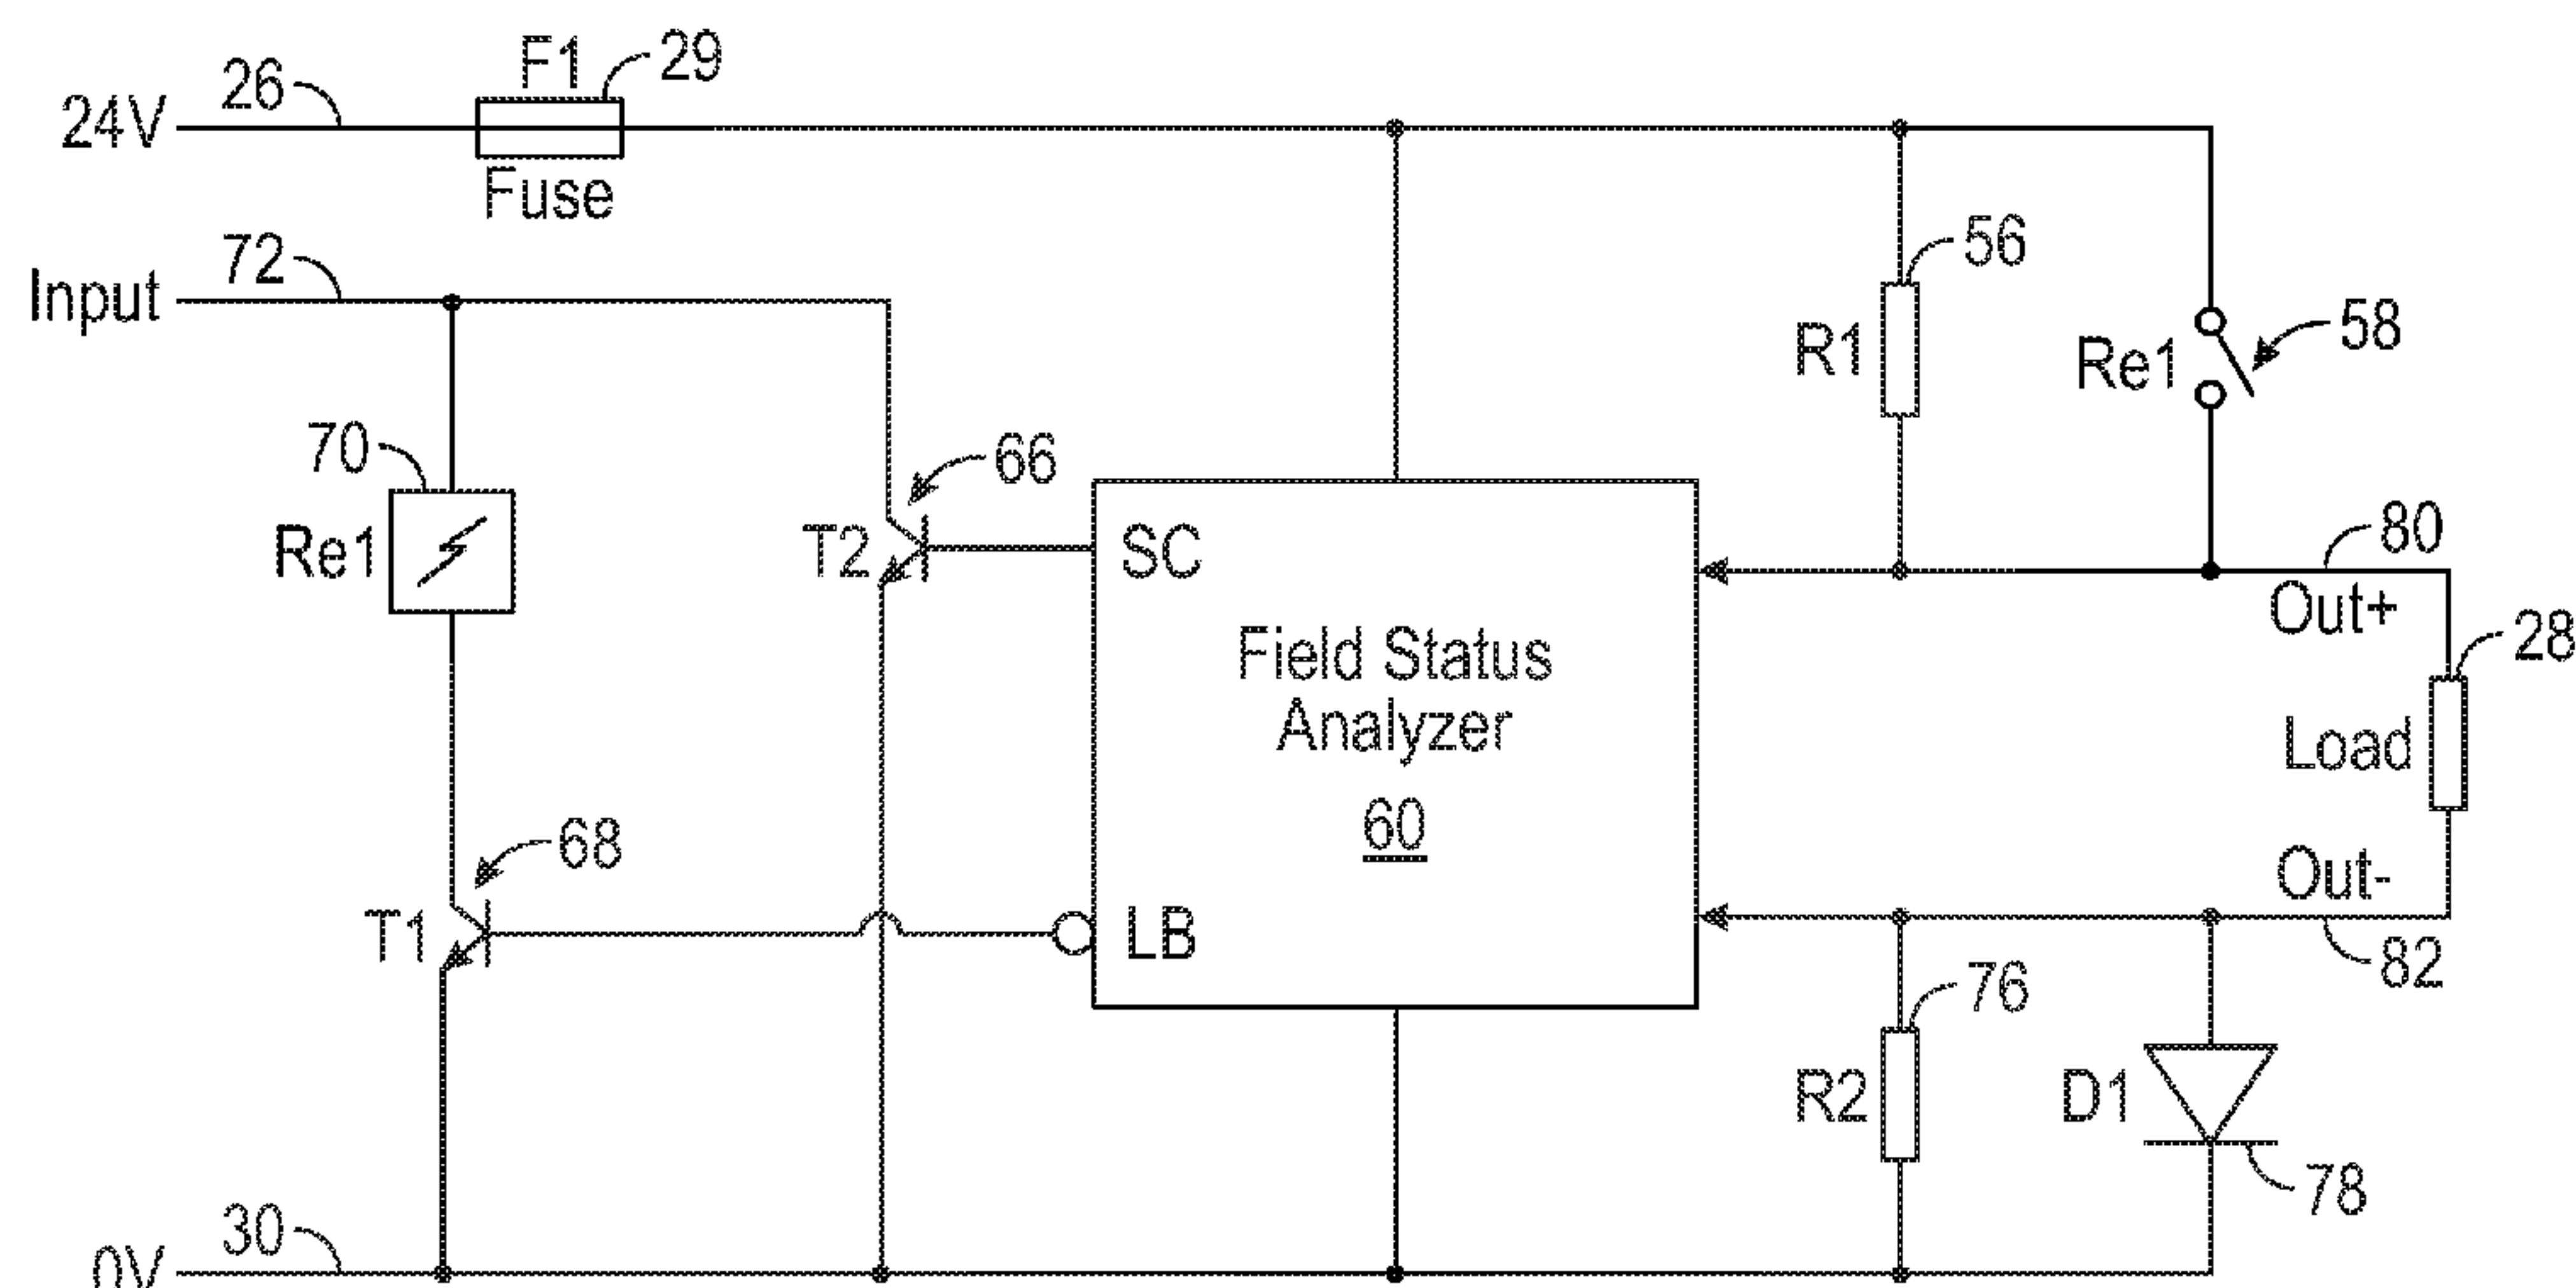 F1
29
26
24V
Fuse
72
Input
56
R1
Re1
58
70
Re1
66
T2
SC
80
Out+
Field Status
Analyzer
60
28
Load
68
T1
LB
Out-
82
76
R2
D1
78
30
0V